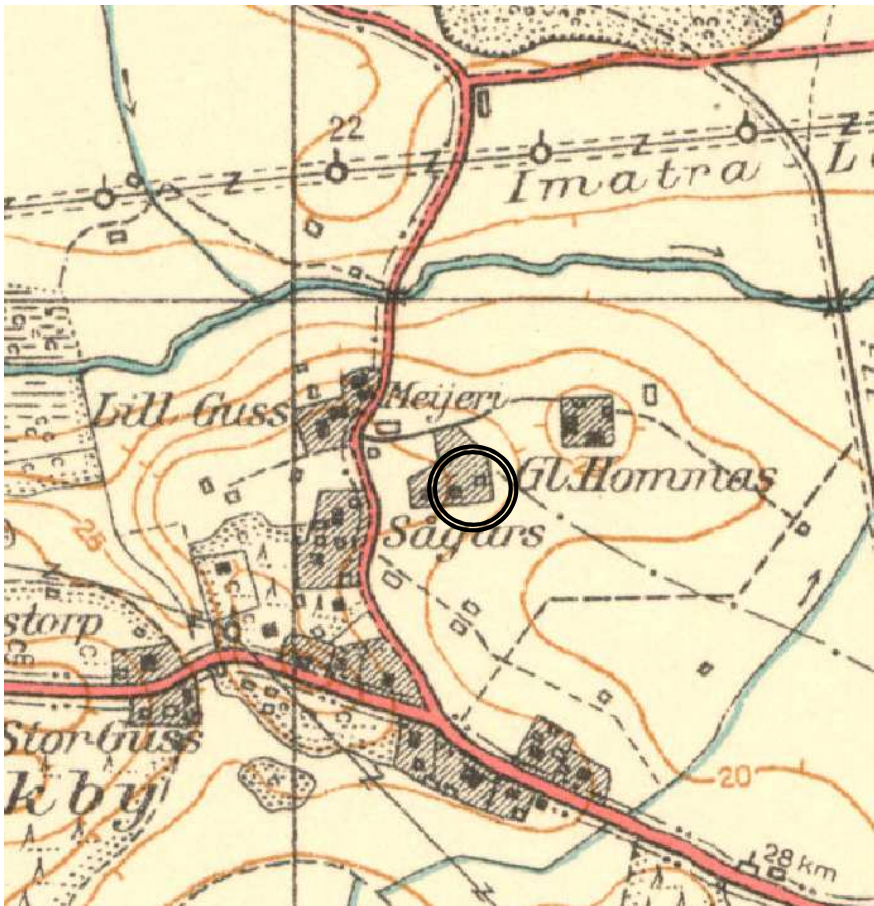 22
Imatra
Lill Guss
Meijeri
Gl. Hommas
Sågars
25
storp
Stor Guss
kby
20
28 km